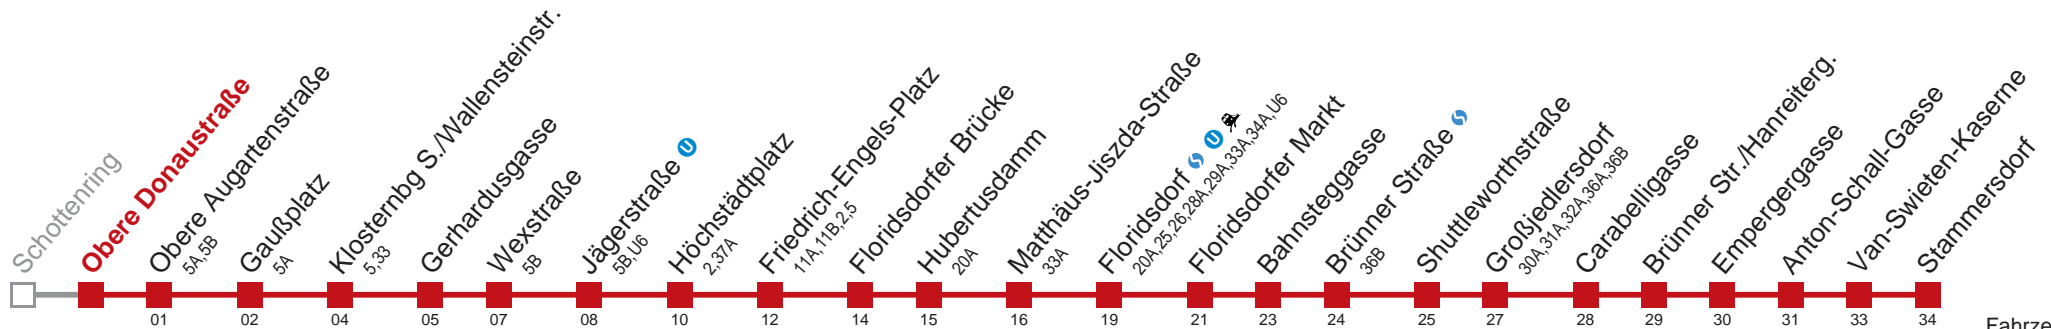 Schottenring
Obere Donaustraße
Obere Augartenstraße
5A,5B
Gaußplatz
5A
Klosternbg S./Wallensteinstr.
5,33
Gerhardusgasse
Wexstraße
5B
Jägerstraße U
5B,U6
Höchstädtplatz
2,37A
Friedrich-Engels-Platz
11A,11B,2,5
Floridsdorfer Brücke
Hubertusdamm
20A
Matthäus-Jiszda-Straße
33A
Floridsdorf S U
20A,25,26,28A,29A,33A,34A,U6
Floridsdorfer Markt
Bahnsteggasse
Brünner Straße S
36B
Shuttleworthstraße
Großjedlersdorf
30A,31A,32A,36A,36B
Carabelligasse
Brünner Str./Hanreiterg.
Empergergasse
Anton-Schall-Gasse
Van-Swieten-Kaserne
Stammersdorf
01 02 04 05 07 08 10 12 14 15 16 19 21 23 24 25 27 28 29 30 31 33 34